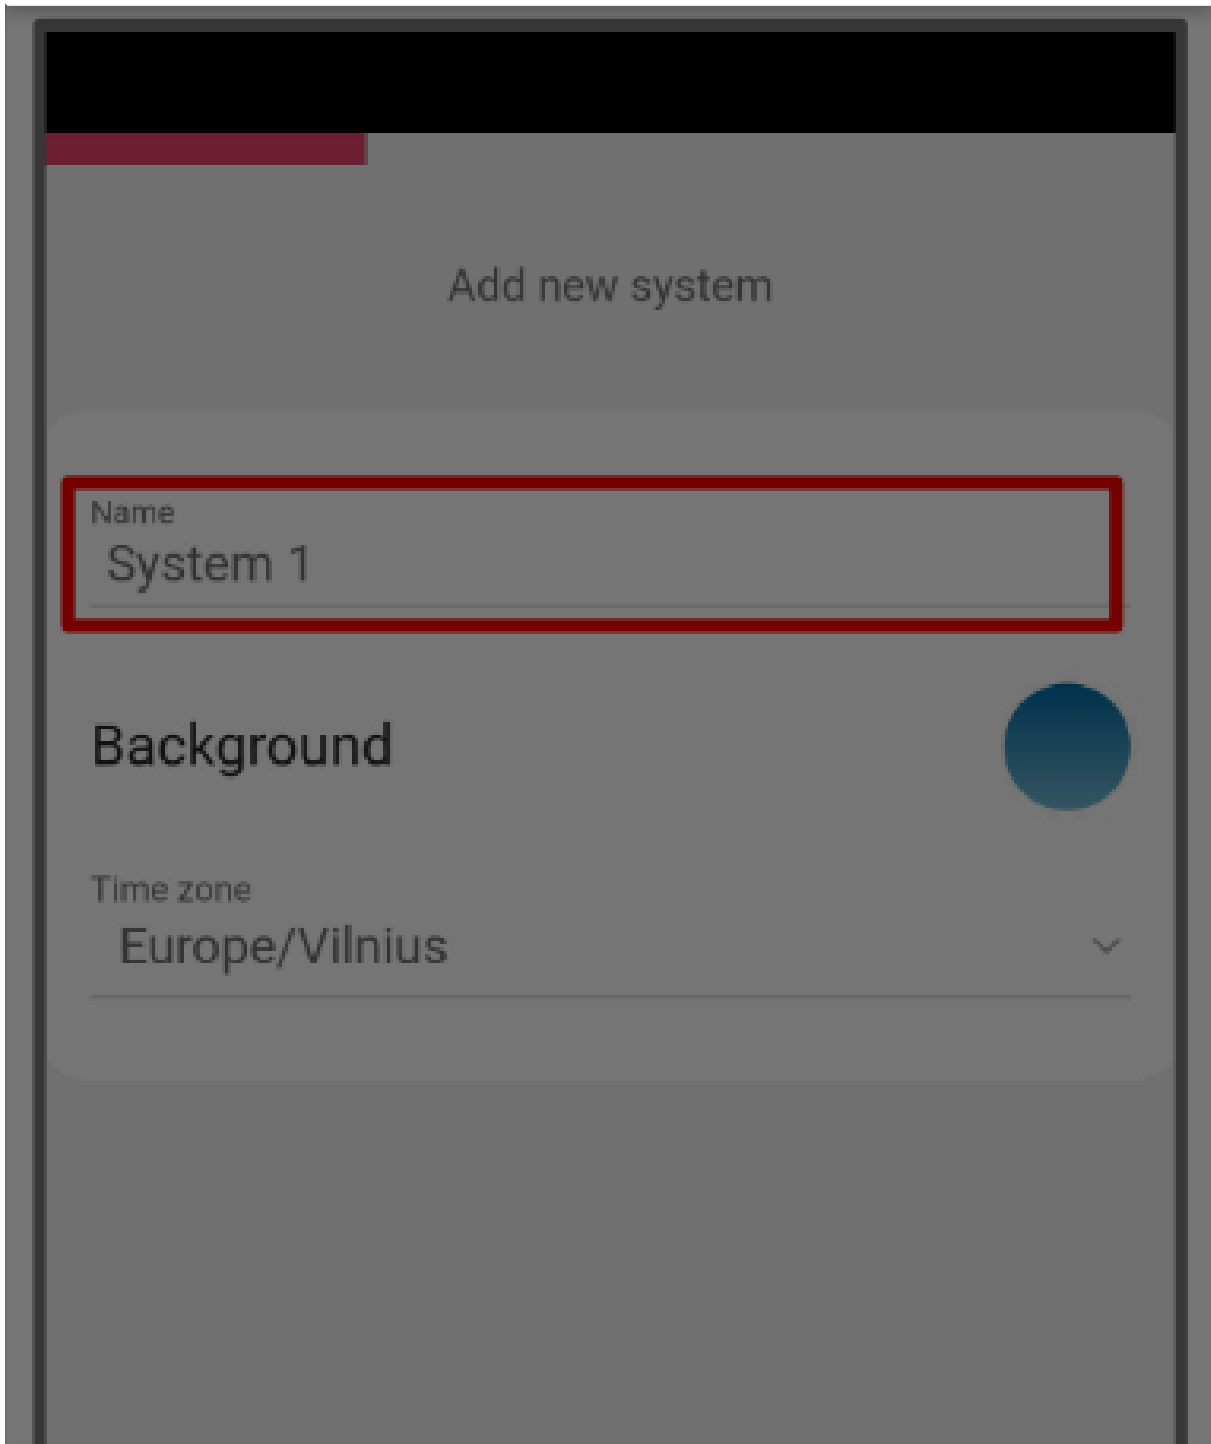 Add new system
Name
System 1
Background
Time zone
Europe/Vilnius